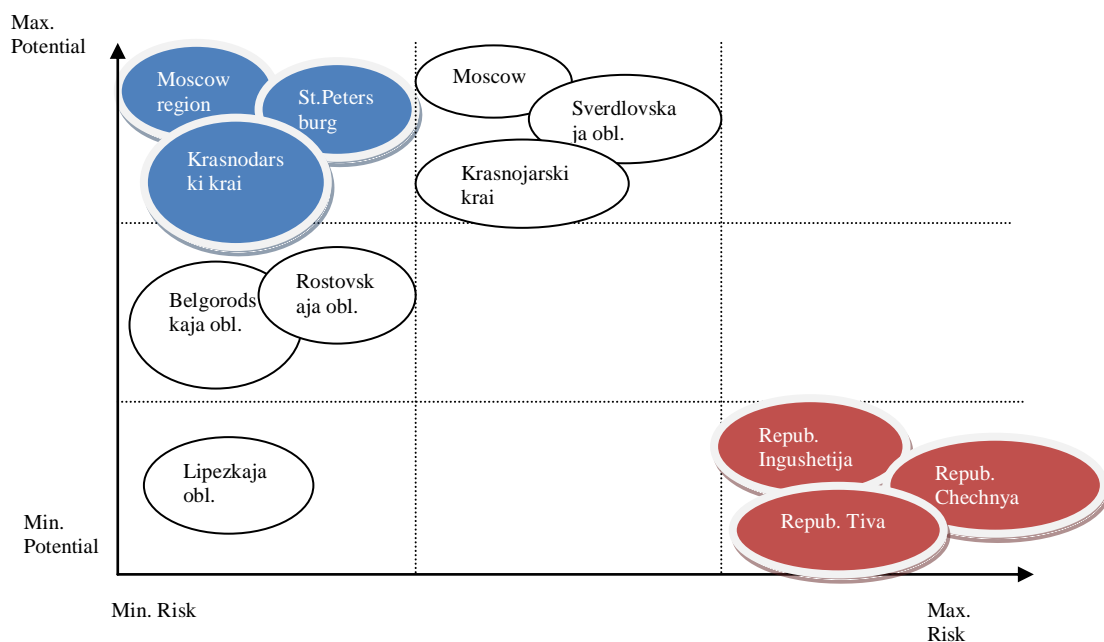 Max.
Potential
Moscow
region
St.Peters
burg
Krasnodars
ki krai
Moscow
Sverdlovska
ja obl.
Krasnojarski
krai
Belgorods
kaja obl.
Rostovsk
aja obl.
Lipezkaja
obl.
Repub.
Ingushetija
Repub.
Chechnya
Repub. Tiva
Min.
Potential
Min. Risk
Max.
Risk